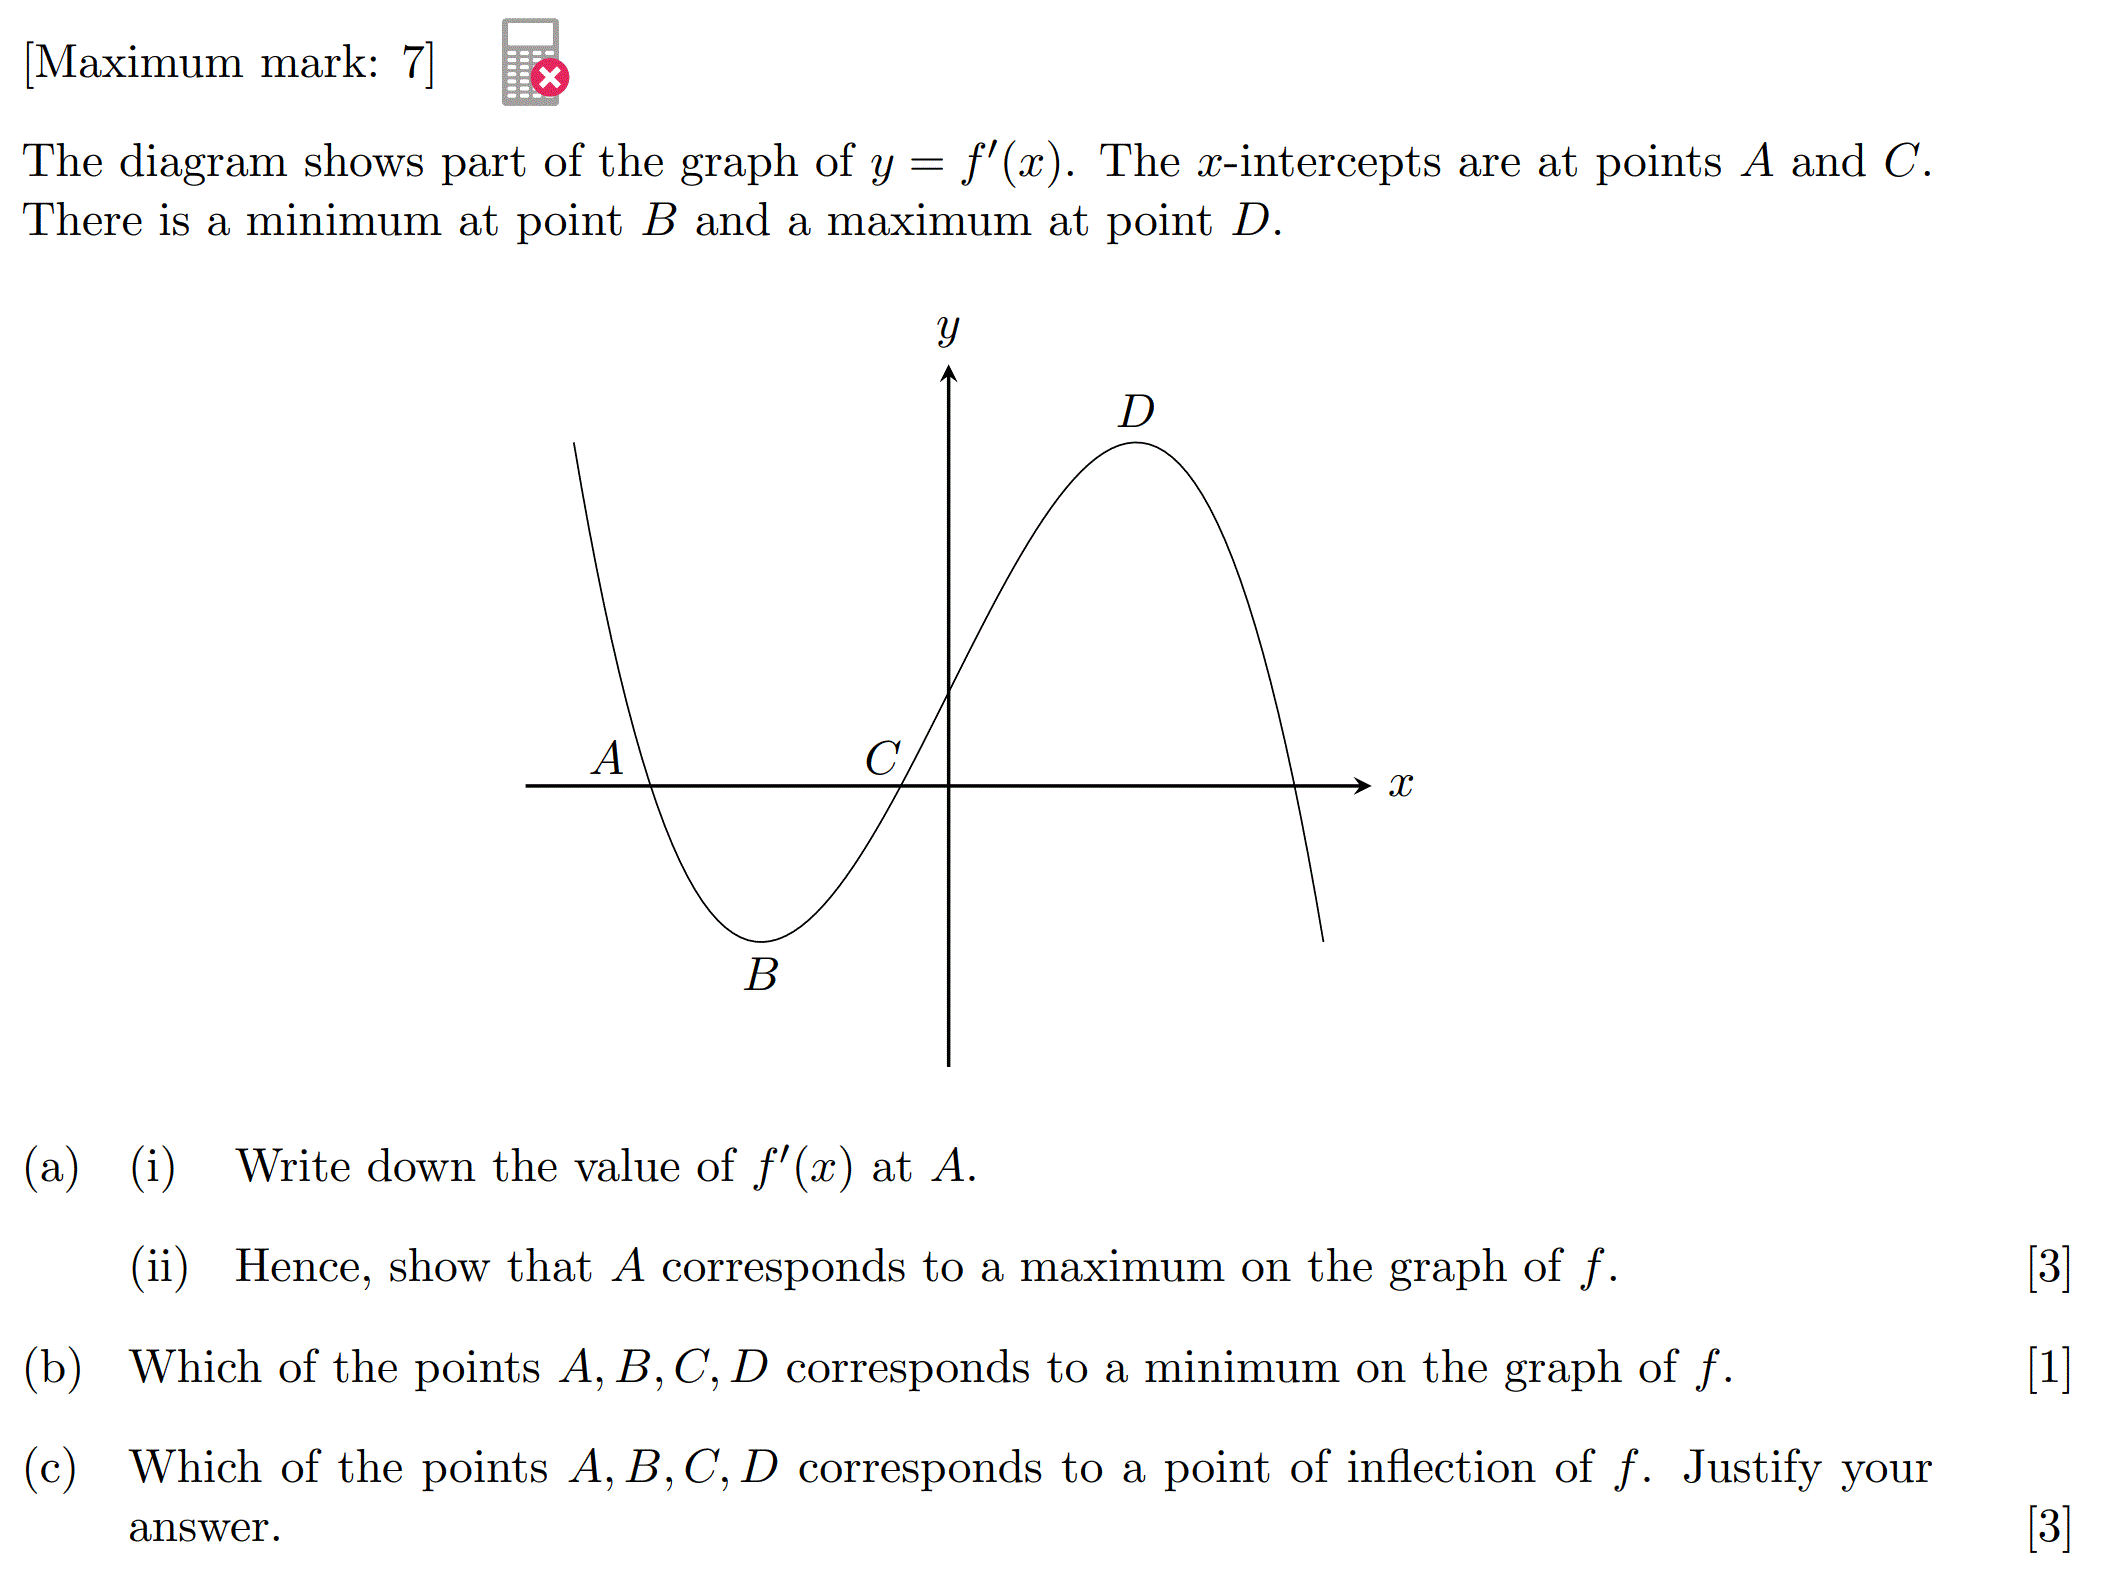 [Maximum mark: 7]
The diagram shows part of the graph of y = f′(x). The x-intercepts are at points A and C.
There is a minimum at point B and a maximum at point D.
y
D
A
C
x
B
(a) (i) Write down the value of f′(x) at A.
(ii) Hence, show that A corresponds to a maximum on the graph of f. [3]
(b) Which of the points A, B, C, D corresponds to a minimum on the graph of f. [1]
(c) Which of the points A, B, C, D corresponds to a point of inflection of f. Justify your
answer. [3]